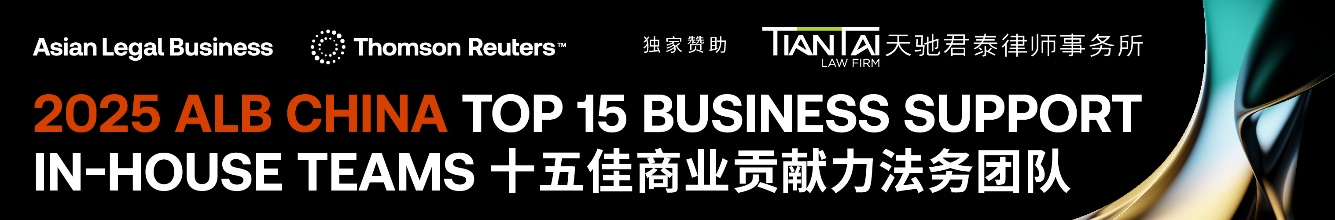 Asian Legal Business Thomson Reuters™ 独家赞助 TIANTAI 天驰君泰律师事务所
LAW FIRM
2025 ALB CHINA TOP 15 BUSINESS SUPPORT
IN-HOUSE TEAMS 十五佳商业贡献力法务团队